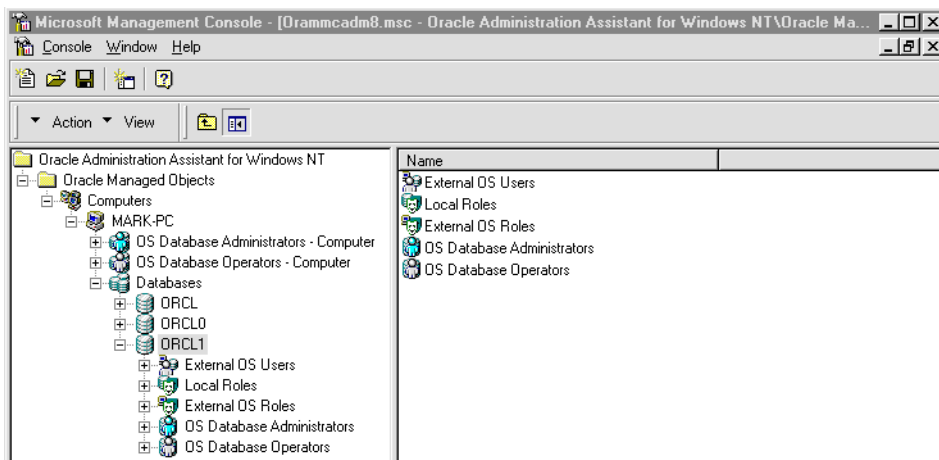 Microsoft Management Console - [Orammcadm8.msc - Oracle Administration Assistant for Windows NT\Oracle Ma...
Console Window Help
Action View
Oracle Administration Assistant for Windows NT
Oracle Managed Objects
Computers
MARK-PC
OS Database Administrators - Computer
OS Database Operators - Computer
Databases
ORCL
ORCL0
ORCL1
External OS Users
Local Roles
External OS Roles
OS Database Administrators
OS Database Operators
Name
External OS Users
Local Roles
External OS Roles
OS Database Administrators
OS Database Operators